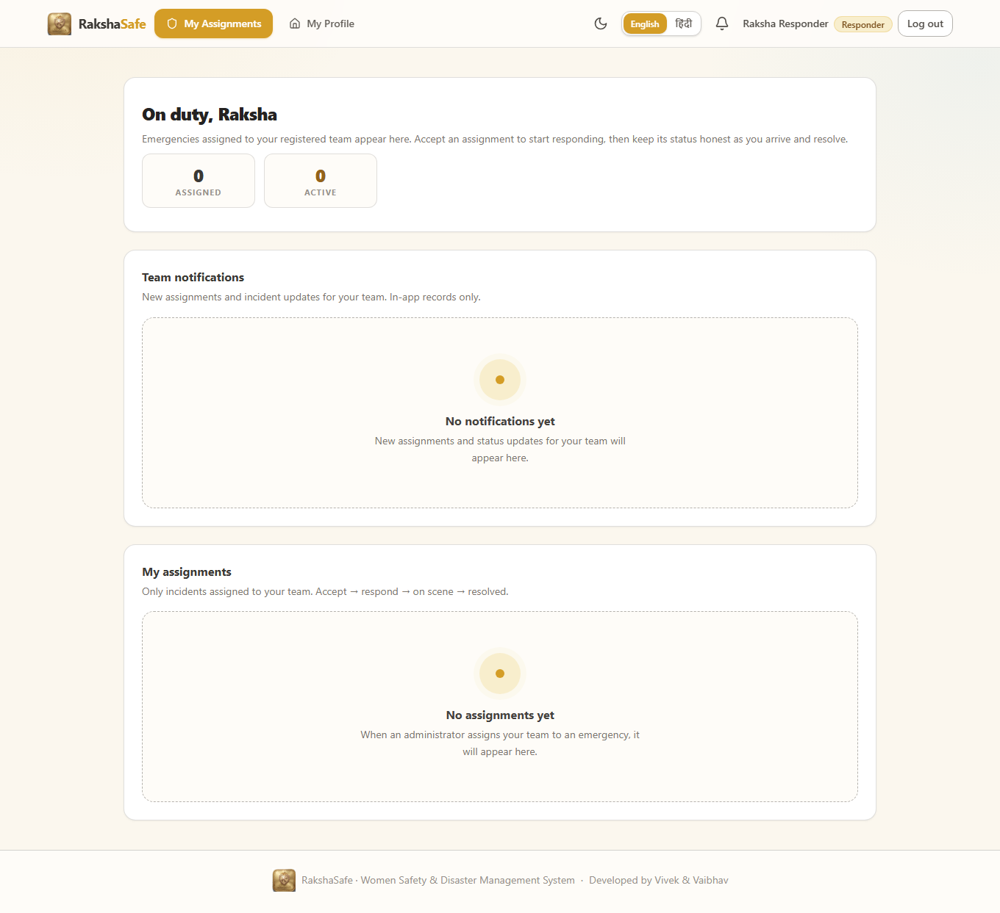 RakshaSafe
My Assignments
My Profile
English
हिंदी
Raksha Responder
Responder
Log out
On duty, Raksha
Emergencies assigned to your registered team appear here. Accept an assignment to start responding, then keep its status honest as you arrive and resolve.
0
ASSIGNED
0
ACTIVE
Team notifications
New assignments and incident updates for your team. In-app records only.
No notifications yet
New assignments and status updates for your team will
appear here.
My assignments
Only incidents assigned to your team. Accept → respond → on scene → resolved.
No assignments yet
When an administrator assigns your team to an emergency, it
will appear here.
RakshaSafe · Women Safety & Disaster Management System · Developed by Vivek & Vaibhav